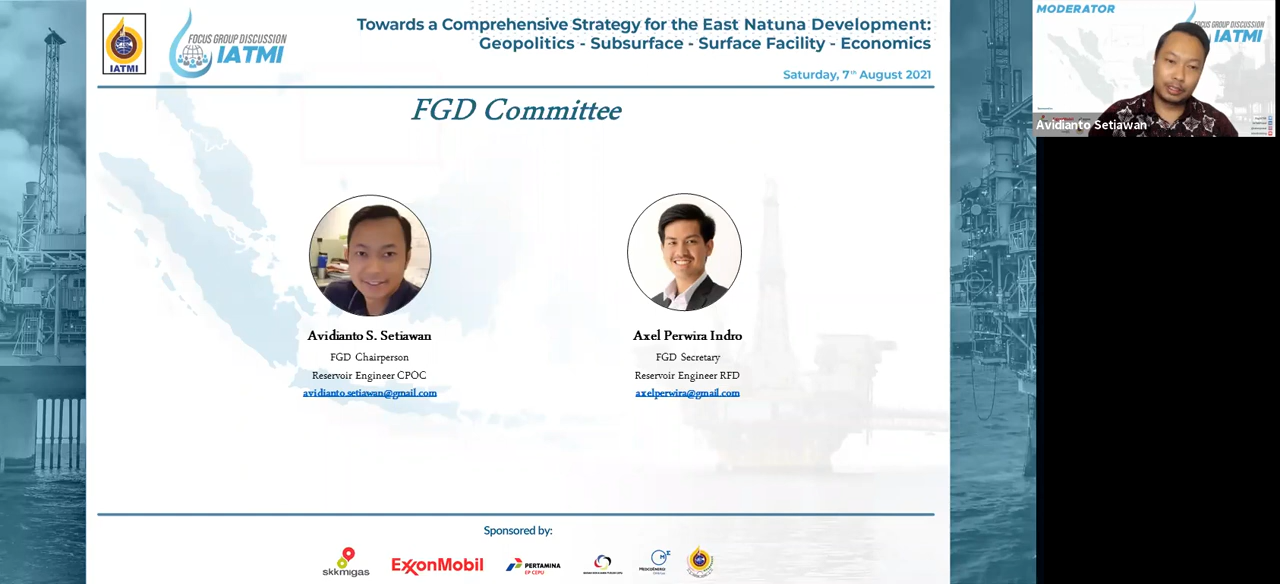 IATMI
FOCUS GROUP DISCUSSION
IATMI
Towards a Comprehensive Strategy for the East Natuna Development:
Geopolitics - Subsurface - Surface Facility - Economics
Saturday, 7th August 2021
FGD Committee
Avidianto S. Setiawan
FGD Chairperson
Reservoir Engineer CPOC
avidianto.setiawan@gmail.com
Axel Perwira Indro
FGD Secretary
Reservoir Engineer RFD
axelperwira@gmail.com
Sponsored by:
skkmigas
ExxonMobil
PERTAMINA
EP CEPU
MODERATOR
IATMI
Avidianto Setiawan